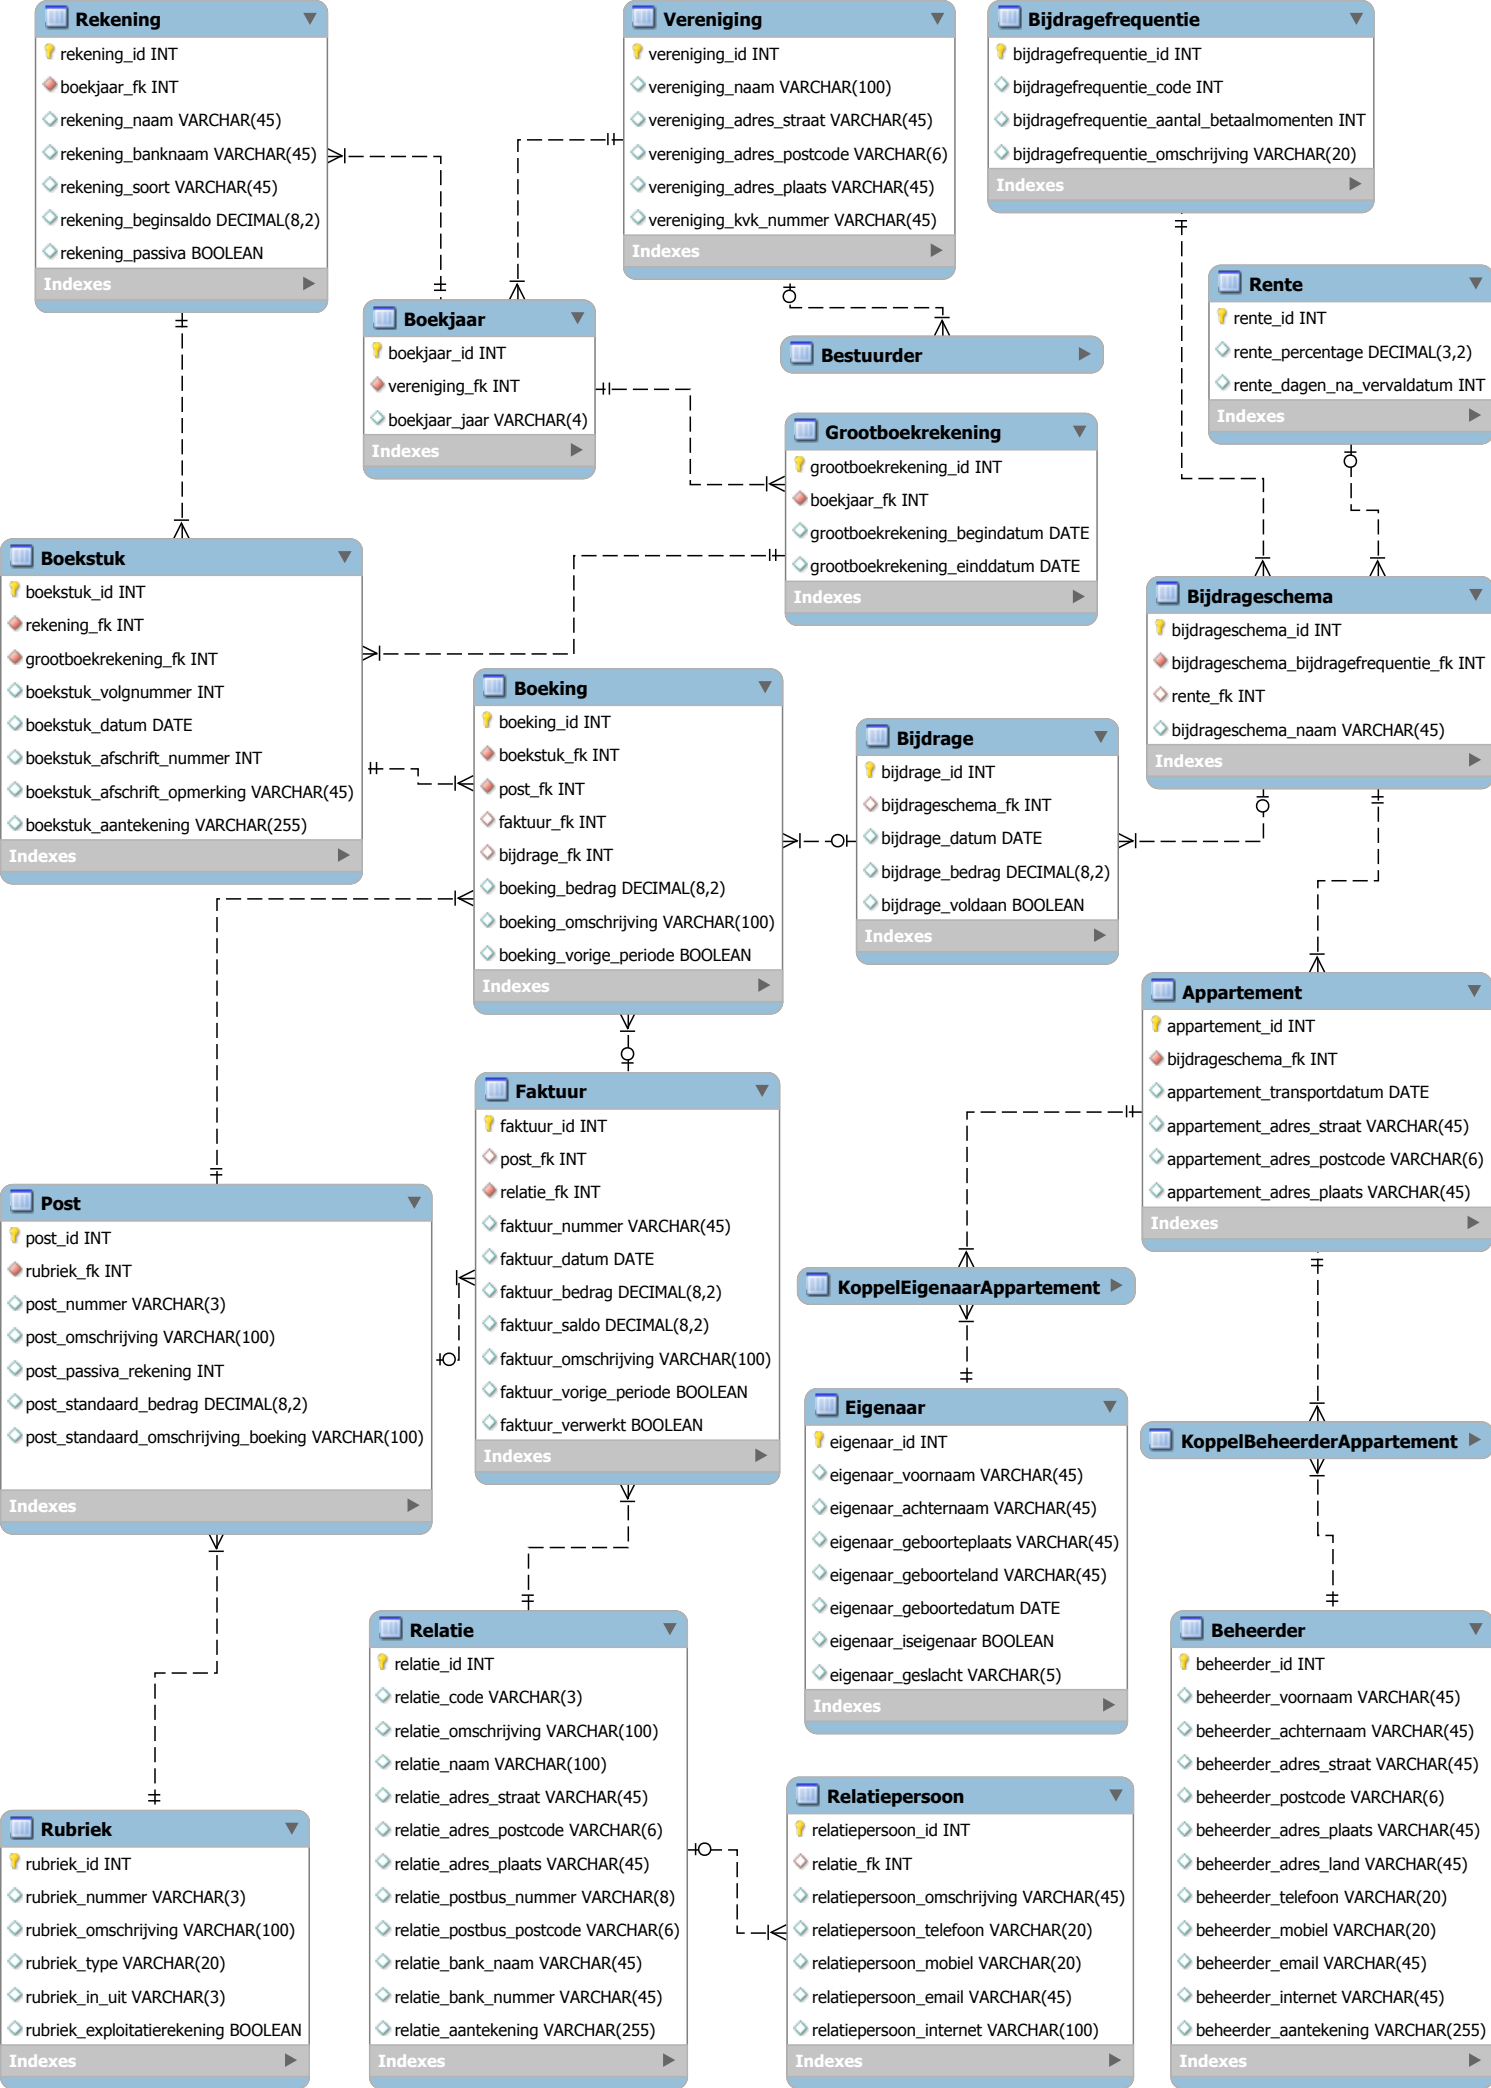 Rekening
rekening_id INT
boekjaar_fk INT
rekening_naam VARCHAR(45)
rekening_banknaam VARCHAR(45)
rekening_soort VARCHAR(45)
rekening_beginsaldo DECIMAL(8,2)
rekening_passiva BOOLEAN
Indexes
Vereniging
vereniging_id INT
vereniging_naam VARCHAR(100)
vereniging_adres_straat VARCHAR(45)
vereniging_adres_postcode VARCHAR(6)
vereniging_adres_plaats VARCHAR(45)
vereniging_kvk_nummer VARCHAR(45)
Indexes
Bijdragefrequentie
bijdragefrequentie_id INT
bijdragefrequentie_code INT
bijdragefrequentie_aantal_betaalmomenten INT
bijdragefrequentie_omschrijving VARCHAR(20)
Indexes
Rente
rente_id INT
rente_percentage DECIMAL(3,2)
rente_dagen_na_vervaldatum INT
Indexes
Boekjaar
boekjaar_id INT
vereniging_fk INT
boekjaar_jaar VARCHAR(4)
Indexes
Bestuurder
Grootboekrekening
grootboekrekening_id INT
boekjaar_fk INT
grootboekrekening_begindatum DATE
grootboekrekening_einddatum DATE
Indexes
Boekstuk
boekstuk_id INT
rekening_fk INT
grootboekrekening_fk INT
boekstuk_volgnummer INT
boekstuk_datum DATE
boekstuk_afschrift_nummer INT
boekstuk_afschrift_opmerking VARCHAR(45)
boekstuk_aantekening VARCHAR(255)
Indexes
Bijdrageschema
bijdrageschema_id INT
bijdrageschema_bijdragefrequentie_fk INT
rente_fk INT
bijdrageschema_naam VARCHAR(45)
Indexes
Boeking
boeking_id INT
boekstuk_fk INT
post_fk INT
faktuur_fk INT
bijdrage_fk INT
boeking_bedrag DECIMAL(8,2)
boeking_omschrijving VARCHAR(100)
boeking_vorige_periode BOOLEAN
Indexes
Bijdrage
bijdrage_id INT
bijdrageschema_fk INT
bijdrage_datum DATE
bijdrage_bedrag DECIMAL(8,2)
bijdrage_voldaan BOOLEAN
Indexes
Appartement
appartement_id INT
bijdrageschema_fk INT
appartement_transportdatum DATE
appartement_adres_straat VARCHAR(45)
appartement_adres_postcode VARCHAR(6)
appartement_adres_plaats VARCHAR(45)
Indexes
Faktuur
faktuur_id INT
post_fk INT
relatie_fk INT
faktuur_nummer VARCHAR(45)
faktuur_datum DATE
faktuur_bedrag DECIMAL(8,2)
faktuur_saldo DECIMAL(8,2)
faktuur_omschrijving VARCHAR(100)
faktuur_vorige_periode BOOLEAN
faktuur_verwerkt BOOLEAN
Indexes
Post
post_id INT
rubriek_fk INT
post_nummer VARCHAR(3)
post_omschrijving VARCHAR(100)
post_passiva_rekening INT
post_standaard_bedrag DECIMAL(8,2)
post_standaard_omschrijving_boeking VARCHAR(100)
Indexes
KoppelEigenaarAppartement
Eigenaar
eigenaar_id INT
eigenaar_voornaam VARCHAR(45)
eigenaar_achternaam VARCHAR(45)
eigenaar_geboorteplaats VARCHAR(45)
eigenaar_geboorteland VARCHAR(45)
eigenaar_geboortedatum DATE
eigenaar_iseigenaar BOOLEAN
eigenaar_geslacht VARCHAR(5)
Indexes
KoppelBeheerderAppartement
Relatie
relatie_id INT
relatie_code VARCHAR(3)
relatie_omschrijving VARCHAR(100)
relatie_naam VARCHAR(100)
relatie_adres_straat VARCHAR(45)
relatie_adres_postcode VARCHAR(6)
relatie_adres_plaats VARCHAR(45)
relatie_postbus_nummer VARCHAR(8)
relatie_postbus_postcode VARCHAR(6)
relatie_bank_naam VARCHAR(45)
relatie_bank_nummer VARCHAR(45)
relatie_aantekening VARCHAR(255)
Indexes
Beheerder
beheerder_id INT
beheerder_voornaam VARCHAR(45)
beheerder_achternaam VARCHAR(45)
beheerder_adres_straat VARCHAR(45)
beheerder_postcode VARCHAR(6)
beheerder_adres_plaats VARCHAR(45)
beheerder_adres_land VARCHAR(45)
beheerder_telefoon VARCHAR(20)
beheerder_mobiel VARCHAR(20)
beheerder_email VARCHAR(45)
beheerder_internet VARCHAR(45)
beheerder_aantekening VARCHAR(255)
Indexes
Relatiepersoon
relatiepersoon_id INT
relatie_fk INT
relatiepersoon_omschrijving VARCHAR(45)
relatiepersoon_telefoon VARCHAR(20)
relatiepersoon_mobiel VARCHAR(20)
relatiepersoon_email VARCHAR(45)
relatiepersoon_internet VARCHAR(100)
Indexes
Rubriek
rubriek_id INT
rubriek_nummer VARCHAR(3)
rubriek_omschrijving VARCHAR(100)
rubriek_type VARCHAR(20)
rubriek_in_uit VARCHAR(3)
rubriek_exploitatierekening BOOLEAN
Indexes